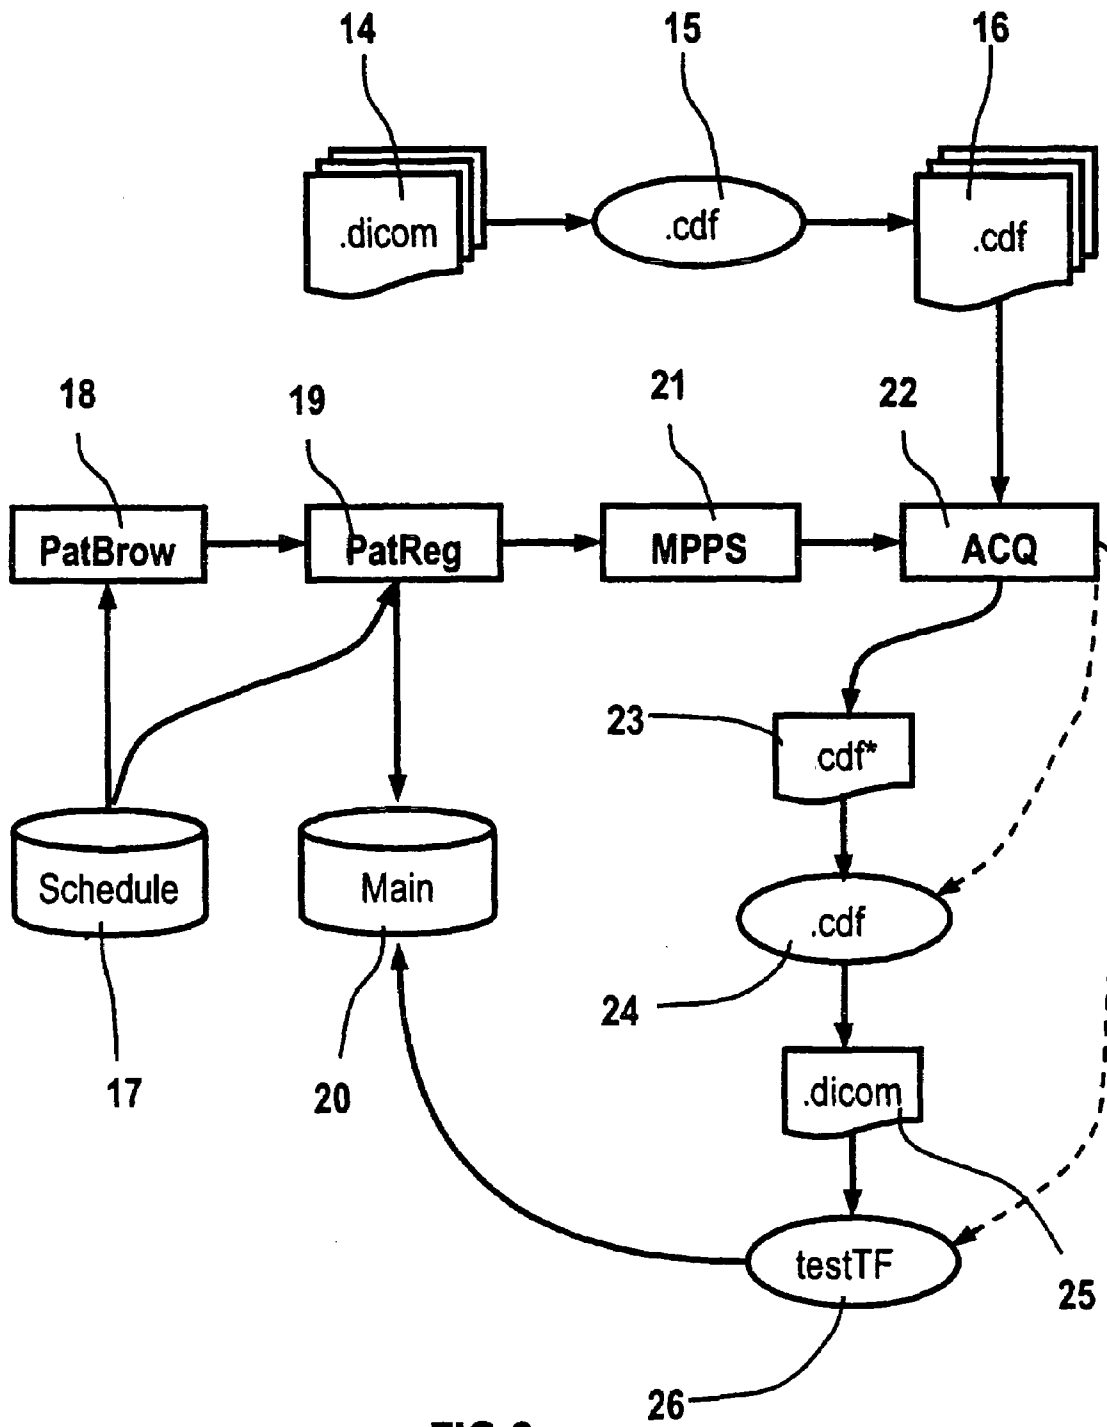 14 15 16
.dicom .cdf .cdf
18 19 21 22
PatBrow PatReg MPPS ACQ
23
.cdf*
Schedule Main .cdf
24
17 20 .dicom
testTF 25
26